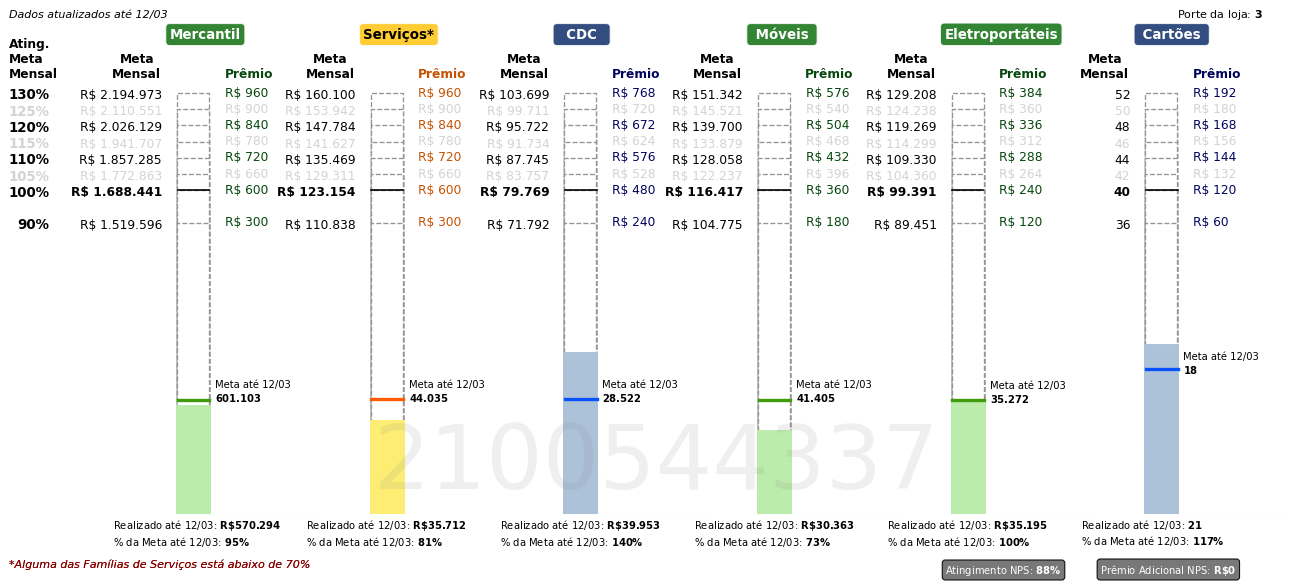 Dados atualizados até 12/03 Porte da loja: 3
Mercantil Serviços* CDC Móveis Eletroportáteis Cartões
Ating. Meta Mensal Meta Mensal Prêmio Meta Mensal Prêmio Meta Mensal Prêmio Meta Mensal Prêmio Meta Mensal Prêmio Meta Mensal Prêmio
130% R$ 2.194.973 R$ 960 R$ 160.100 R$ 960 R$ 103.699 R$ 768 R$ 151.342 R$ 576 R$ 129.208 R$ 384 52 R$ 192
125% R$ 2.110.551 R$ 900 R$ 153.942 R$ 900 R$ 99.711 R$ 720 R$ 145.521 R$ 540 R$ 124.238 R$ 360 50 R$ 180
120% R$ 2.026.129 R$ 840 R$ 147.784 R$ 840 R$ 95.722 R$ 672 R$ 139.700 R$ 504 R$ 119.269 R$ 336 48 R$ 168
115% R$ 1.941.707 R$ 780 R$ 141.627 R$ 780 R$ 91.734 R$ 624 R$ 133.879 R$ 468 R$ 114.299 R$ 312 46 R$ 156
110% R$ 1.857.285 R$ 720 R$ 135.469 R$ 720 R$ 87.745 R$ 576 R$ 128.058 R$ 432 R$ 109.330 R$ 288 44 R$ 144
105% R$ 1.772.863 R$ 660 R$ 129.311 R$ 660 R$ 83.757 R$ 528 R$ 122.237 R$ 396 R$ 104.360 R$ 264 42 R$ 132
100% R$ 1.688.441 R$ 600 R$ 123.154 R$ 600 R$ 79.769 R$ 480 R$ 116.417 R$ 360 R$ 99.391 R$ 240 40 R$ 120
90% R$ 1.519.596 R$ 300 R$ 110.838 R$ 300 R$ 71.792 R$ 240 R$ 104.775 R$ 180 R$ 89.451 R$ 120 36 R$ 60
Meta até 12/03 Meta até 12/03 Meta até 12/03 Meta até 12/03 Meta até 12/03 Meta até 12/03
601.103 44.035 28.522 41.405 35.272 18
2100544337
Realizado até 12/03: R$570.294 Realizado até 12/03: R$35.712 Realizado até 12/03: R$39.953 Realizado até 12/03: R$30.363 Realizado até 12/03: R$35.195 Realizado até 12/03: 21
% da Meta até 12/03: 95% % da Meta até 12/03: 81% % da Meta até 12/03: 140% % da Meta até 12/03: 73% % da Meta até 12/03: 100% % da Meta até 12/03: 117%
*Alguma das Famílias de Serviços está abaixo de 70% Atingimento NPS: 88% Prêmio Adicional NPS: R$0